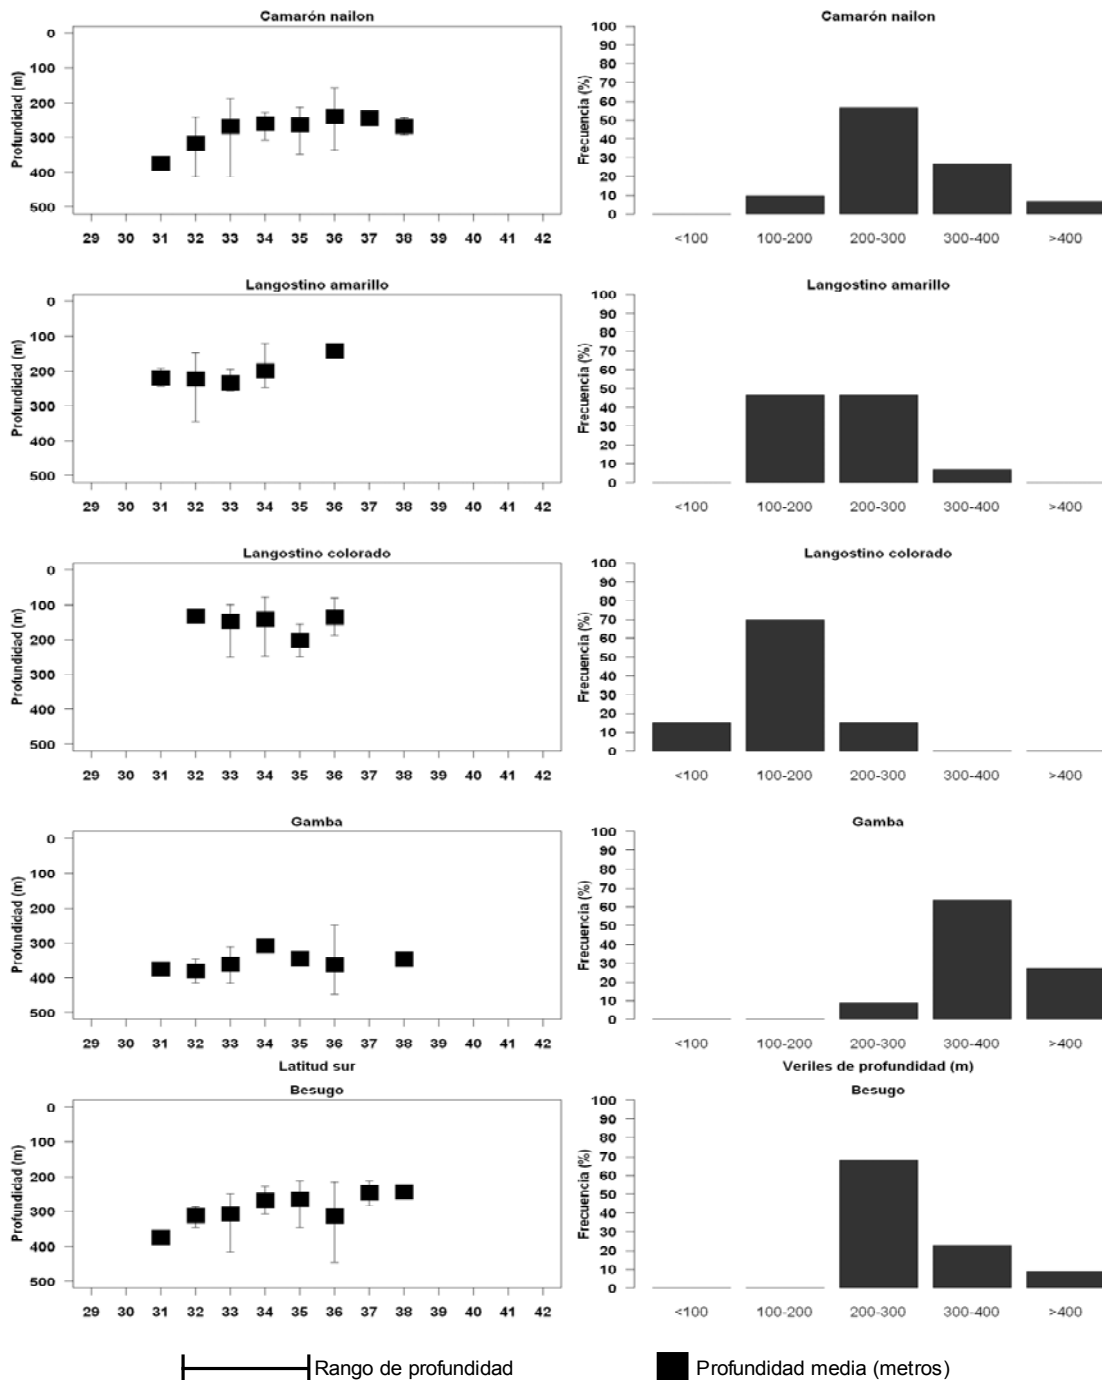 Camarón nailon
Profundidad (m)
0
100
200
300
400
500
29 30 31 32 33 34 35 36 37 38 39 40 41 42
Camarón nailon
Frecuencia (%)
100
90
80
70
60
50
40
30
20
10
0
<100 100-200 200-300 300-400 >400
Langostino amarillo
Profundidad (m)
0
100
200
300
400
500
29 30 31 32 33 34 35 36 37 38 39 40 41 42
Langostino amarillo
Frecuencia (%)
100
90
80
70
60
50
40
30
20
10
0
<100 100-200 200-300 300-400 >400
Langostino colorado
Profundidad (m)
0
100
200
300
400
500
29 30 31 32 33 34 35 36 37 38 39 40 41 42
Langostino colorado
Frecuencia (%)
100
90
80
70
60
50
40
30
20
10
0
<100 100-200 200-300 300-400 >400
Gamba
Profundidad (m)
0
100
200
300
400
500
29 30 31 32 33 34 35 36 37 38 39 40 41 42
Latitud sur
Gamba
Frecuencia (%)
100
90
80
70
60
50
40
30
20
10
0
<100 100-200 200-300 300-400 >400
Veriles de profundidad (m)
Besugo
Profundidad (m)
0
100
200
300
400
500
29 30 31 32 33 34 35 36 37 38 39 40 41 42
Besugo
Frecuencia (%)
100
90
80
70
60
50
40
30
20
10
0
<100 100-200 200-300 300-400 >400
Rango de profundidad
Profundidad media (metros)